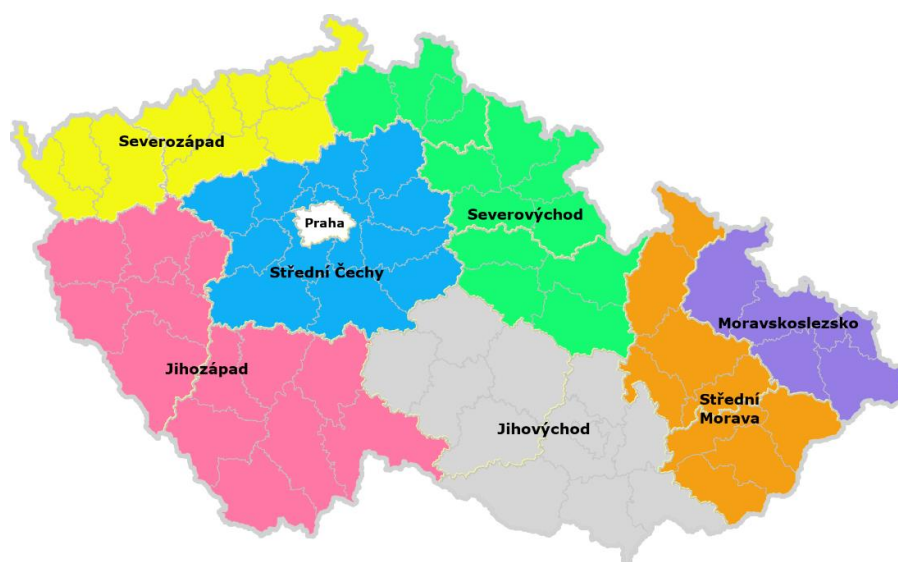 Severozápad
Praha
Severovýchod
Střední Čechy
Moravskoslezsko
Jihozápad
Střední
Morava
Jihovýchod